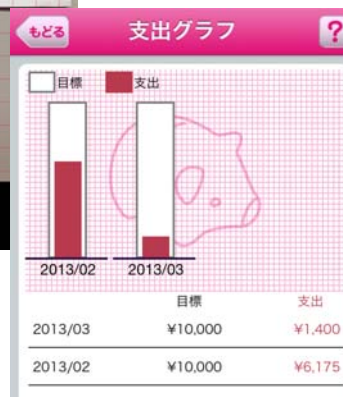 もどる 支出グラフ ?
目標 支出
2013/02 2013/03
目標 支出
2013/03 ¥10,000 ¥1,400
2013/02 ¥10,000 ¥6,175